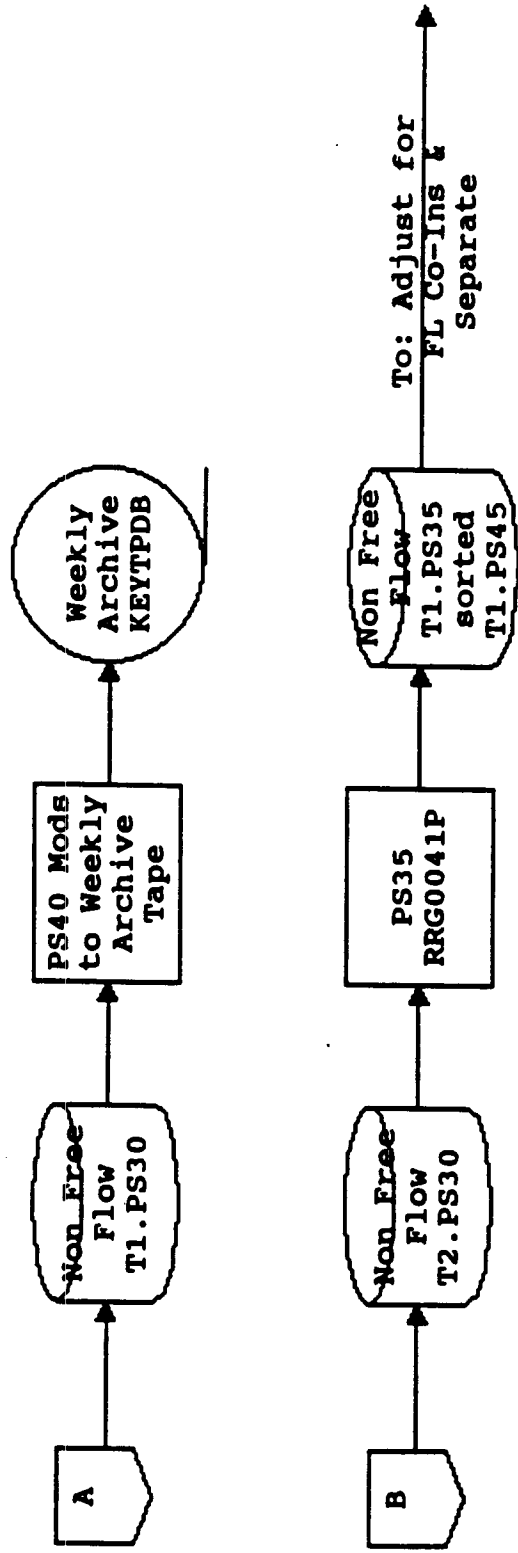 A
Non Free
Flow
T1.PS30
PS40 Mods
to Weekly
Archive
Tape
Weekly
Archive
KEYTPDB
B
Non Free
Flow
T2.PS30
PS35
RRG0041P
Non Free
Flow
T1.PS35
sorted
T1.PS45
To: Adjust for
FL Co-Ins &
Separate